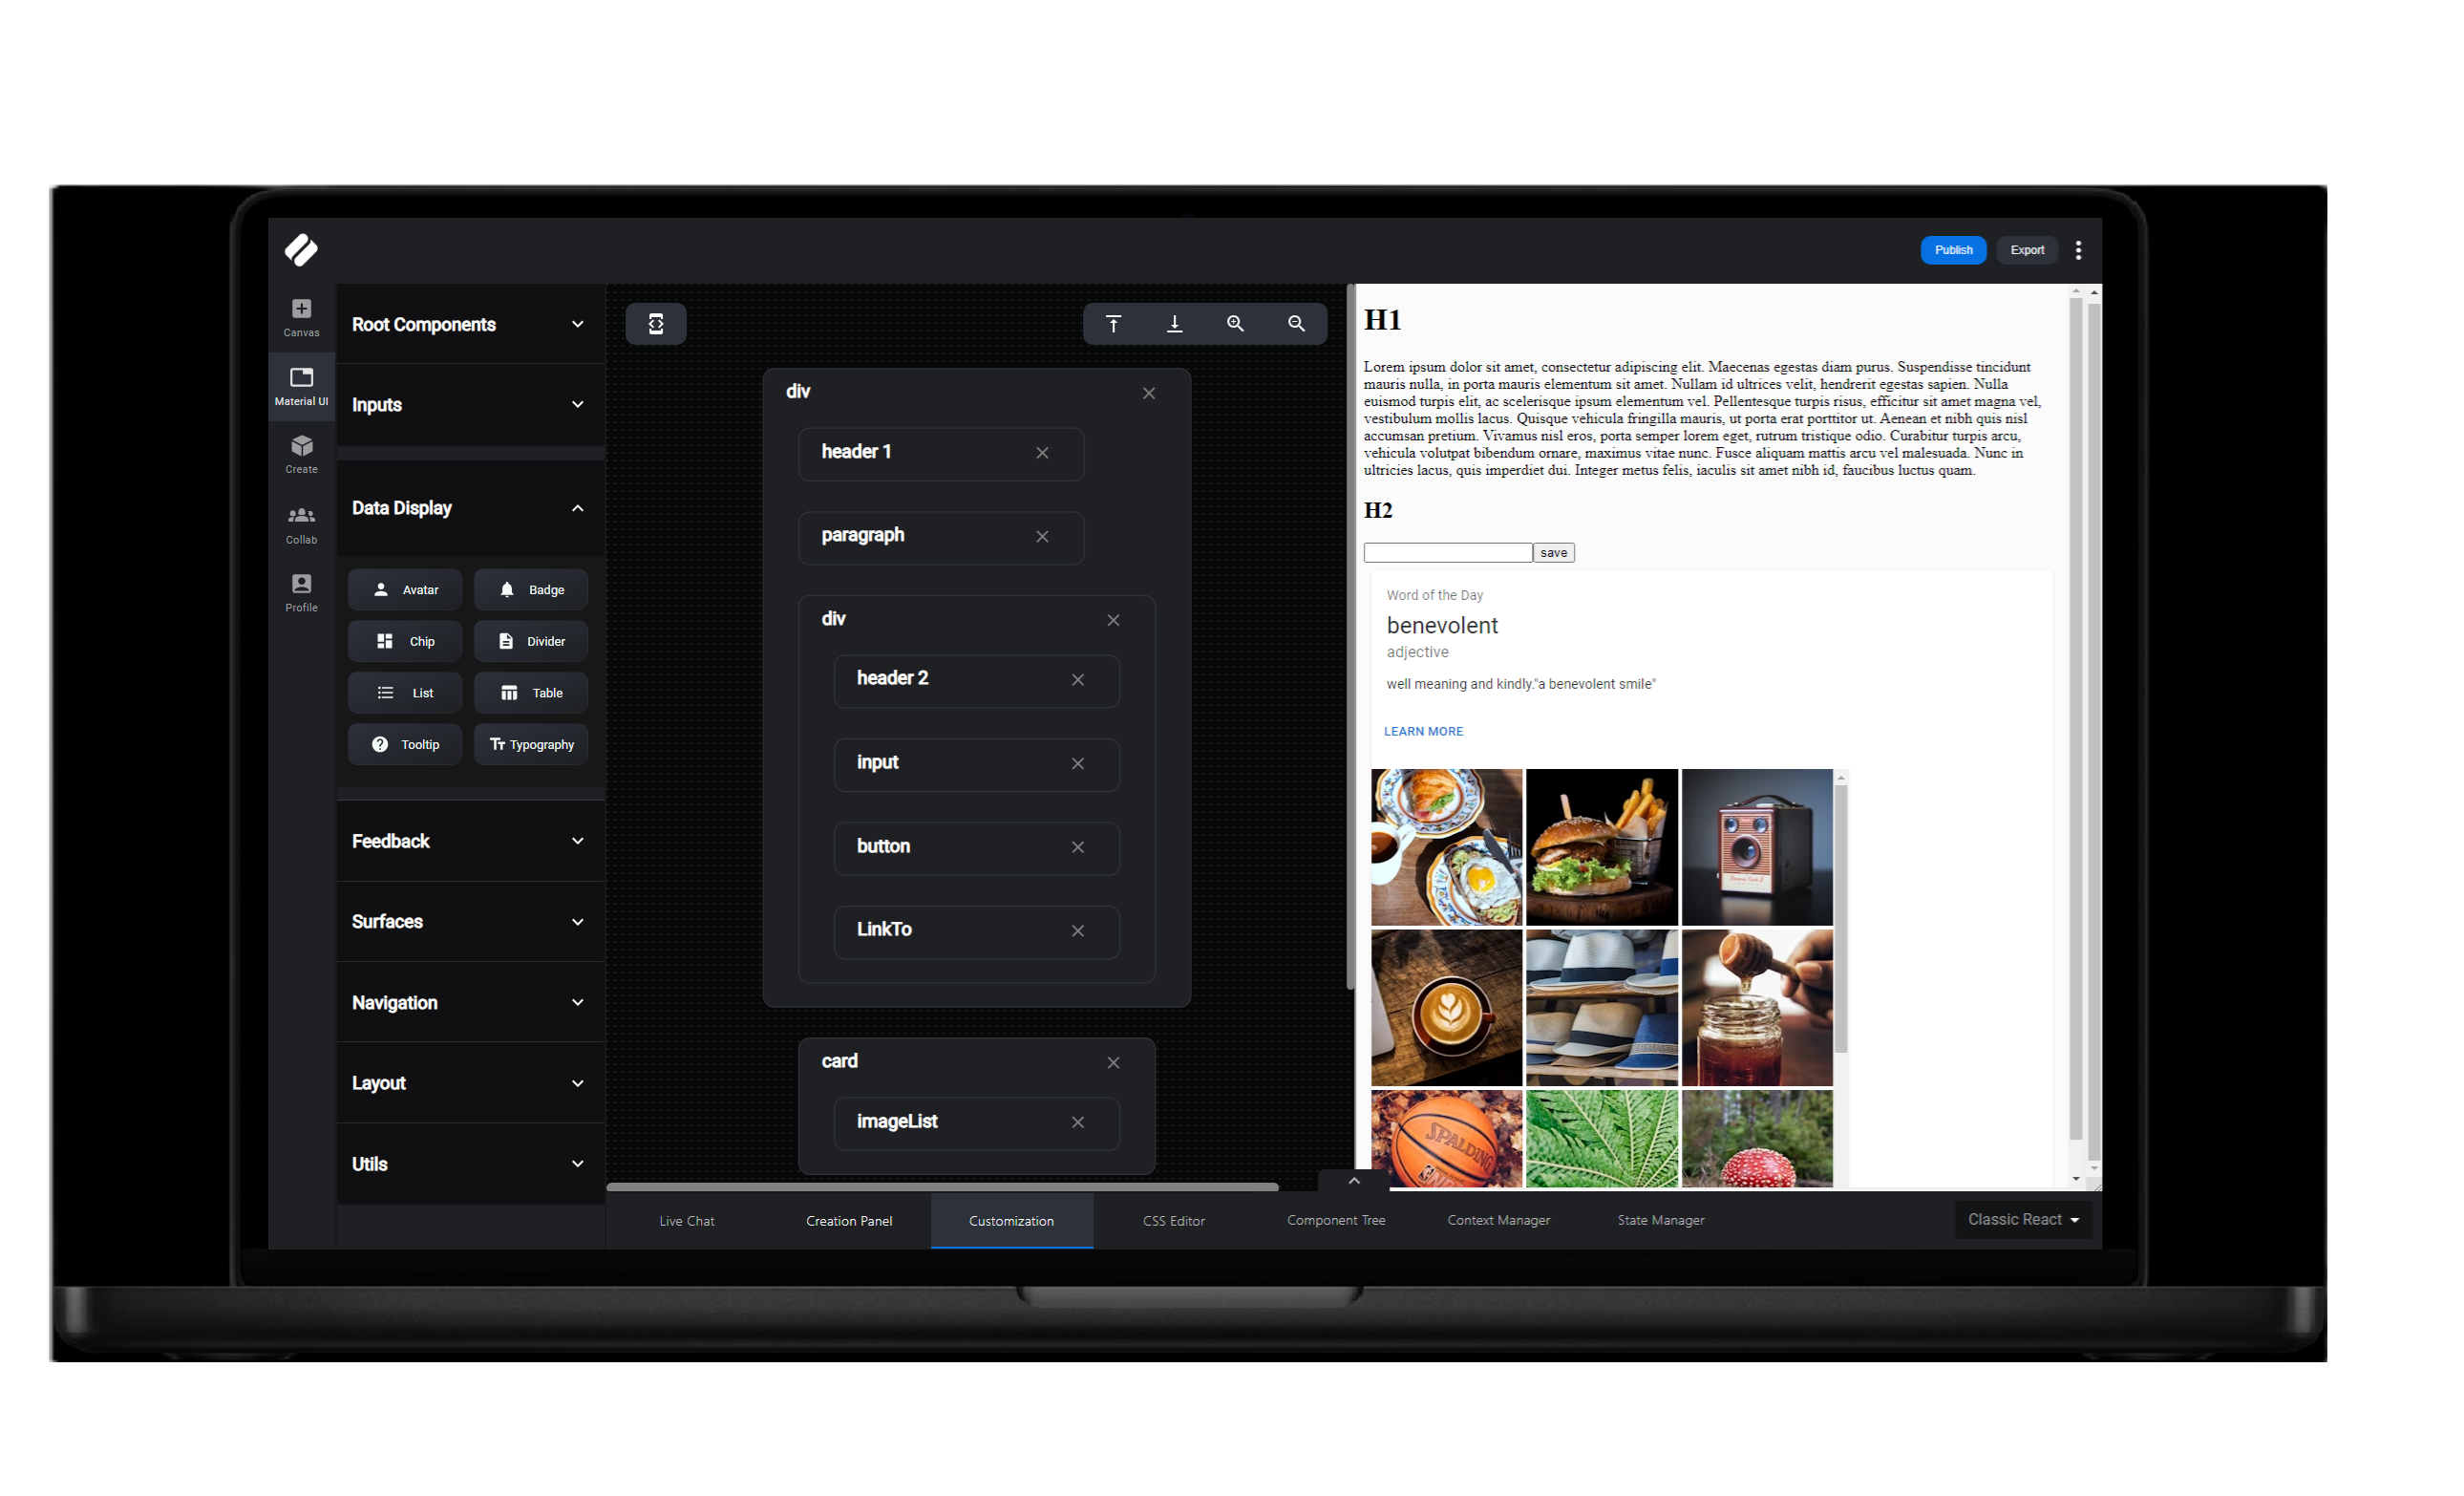 Publish
Export
Canvas
Material UI
Create
Collab
Profile
Root Components
Inputs
Data Display
Avatar
Badge
Chip
Divider
List
Table
Tooltip
Typography
Feedback
Surfaces
Navigation
Layout
Utils
div
header 1
paragraph
div
header 2
input
button
LinkTo
card
imageList
H1
Lorem ipsum dolor sit amet, consectetur adipiscing elit. Maecenas egestas diam purus. Suspendisse tincidunt
mauris nulla, in porta mauris elementum sit amet. Nullam id ultrices velit, hendrerit egestas sapien. Nulla
euismod turpis elit, ac scelerisque ipsum elementum vel. Pellentesque turpis risus, efficitur sit amet magna vel,
vestibulum mollis lacus. Quisque vehicula fringilla mauris, ut porta erat porttitor ut. Aenean et nibh quis nisl
accumsan pretium. Vivamus nisl eros, porta semper lorem eget, rutrum tristique odio. Curabitur turpis arcu,
vehicula volutpat bibendum ornare, maximus vitae nunc. Fusce aliquam mattis arcu vel malesuada. Nunc in
ultricies lacus, quis imperdiet dui. Integer metus felis, iaculis sit amet nibh id, faucibus luctus quam.
H2
save
Word of the Day
benevolent
adjective
well meaning and kindly."a benevolent smile"
LEARN MORE
SPALDING
Live Chat
Creation Panel
Customization
CSS Editor
Component Tree
Context Manager
State Manager
Classic React